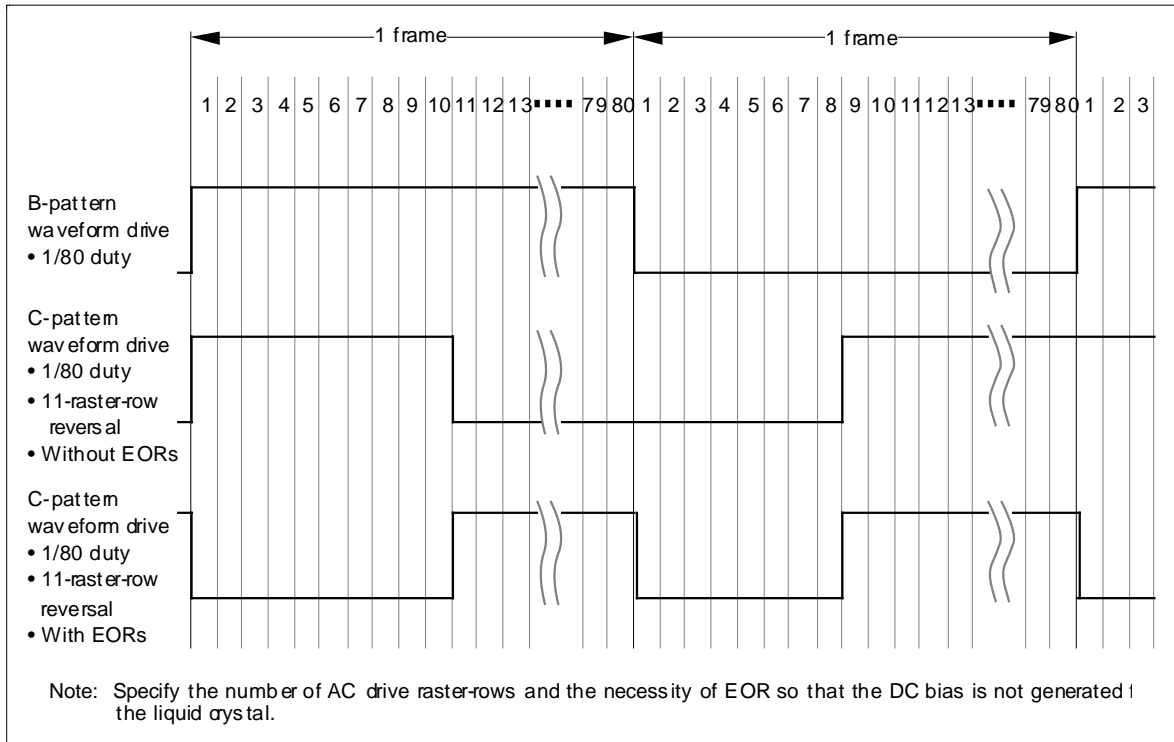 1 frame 1 frame
1 2 3 4 5 6 7 8 9 10 11 12 13 ▪▪▪▪▪ 79 80 1 2 3 4 5 6 7 8 9 10 11 12 13 ▪▪▪▪▪ 79 80 1 2 3
B-pattern
waveform drive
• 1/80 duty
C-pattern
waveform drive
• 1/80 duty
• 11-raster-row
reversal
• Without EORs
C-pattern
waveform drive
• 1/80 duty
• 11-raster-row
reversal
• With EORs
Note: Specify the number of AC drive raster-rows and the necessity of EOR so that the DC bias is not generated
the liquid crystal.